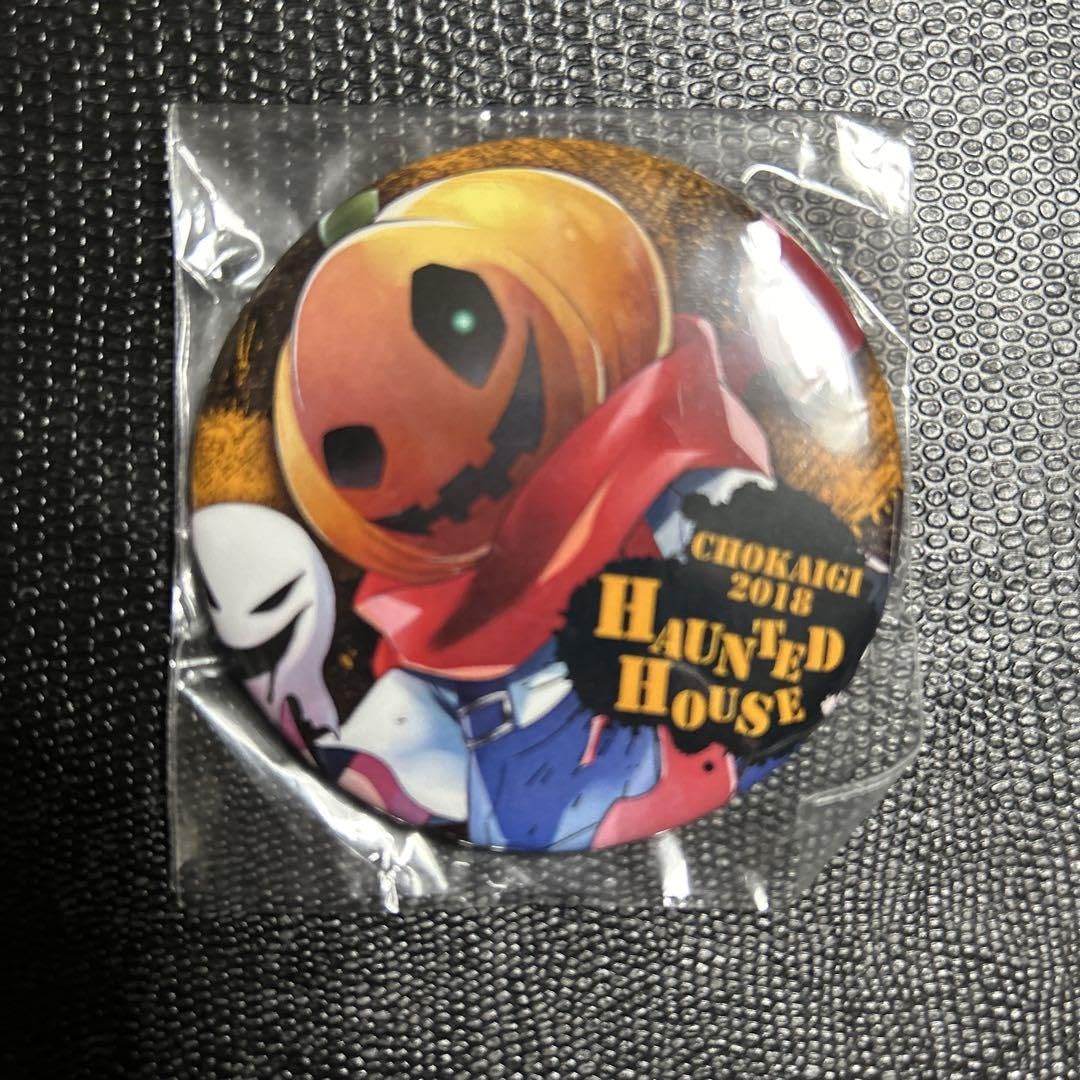 CHOKAIGI
2018
HAUNTED
HOUSE